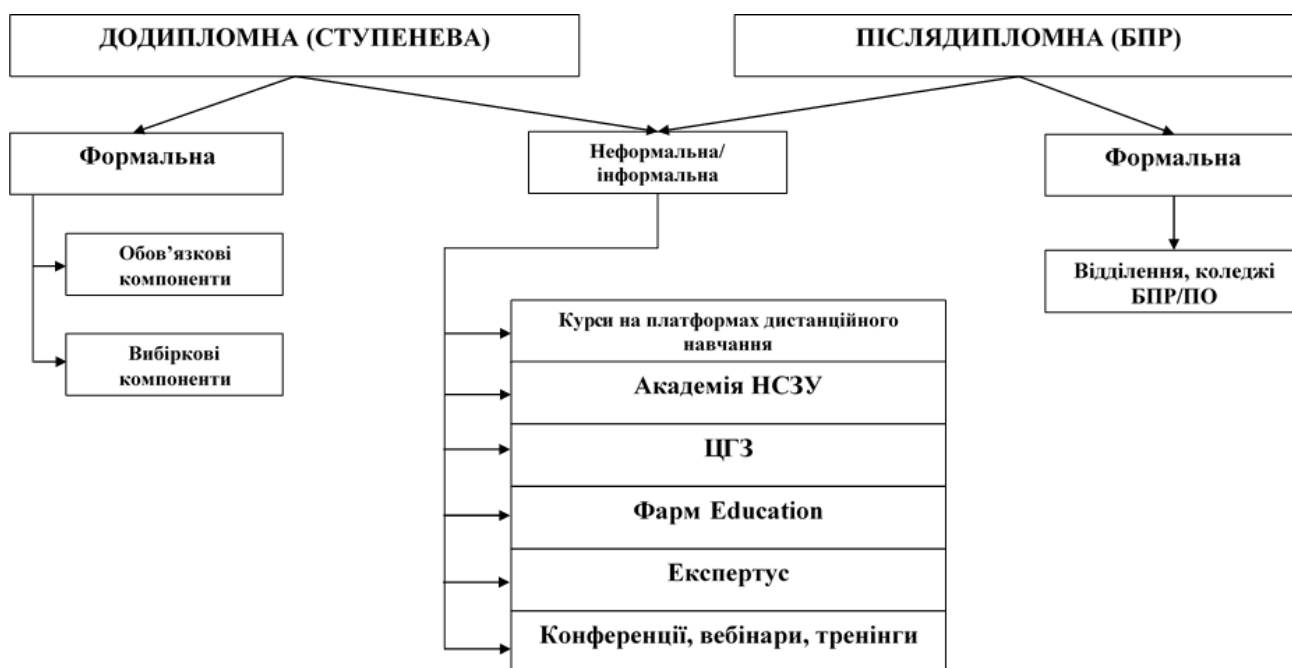 ДОДИПЛОМНА (СТУПЕНЕВА)
ПІСЛЯДИПЛОМНА (БПР)
Формальна
Неформальна/
інформальна
Формальна
Обов’язкові
компоненти
Відділення, коледжі
БПР/ПО
Вибіркові
компоненти
Курси на платформах дистанційного
навчання
Академія НСЗУ
ЦГЗ
Фарм Education
Експертус
Конференції, вебінари, тренінги